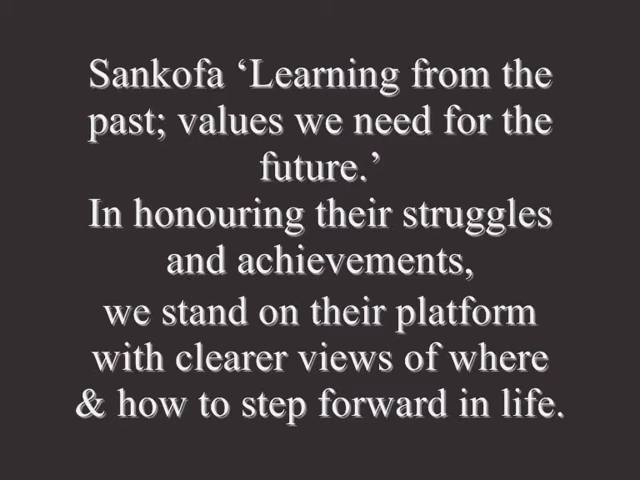 Sankofa ‘Learning from the
past; values we need for the
future.’
In honouring their struggles
and achievements,
we stand on their platform
with clearer views of where
& how to step forward in life.